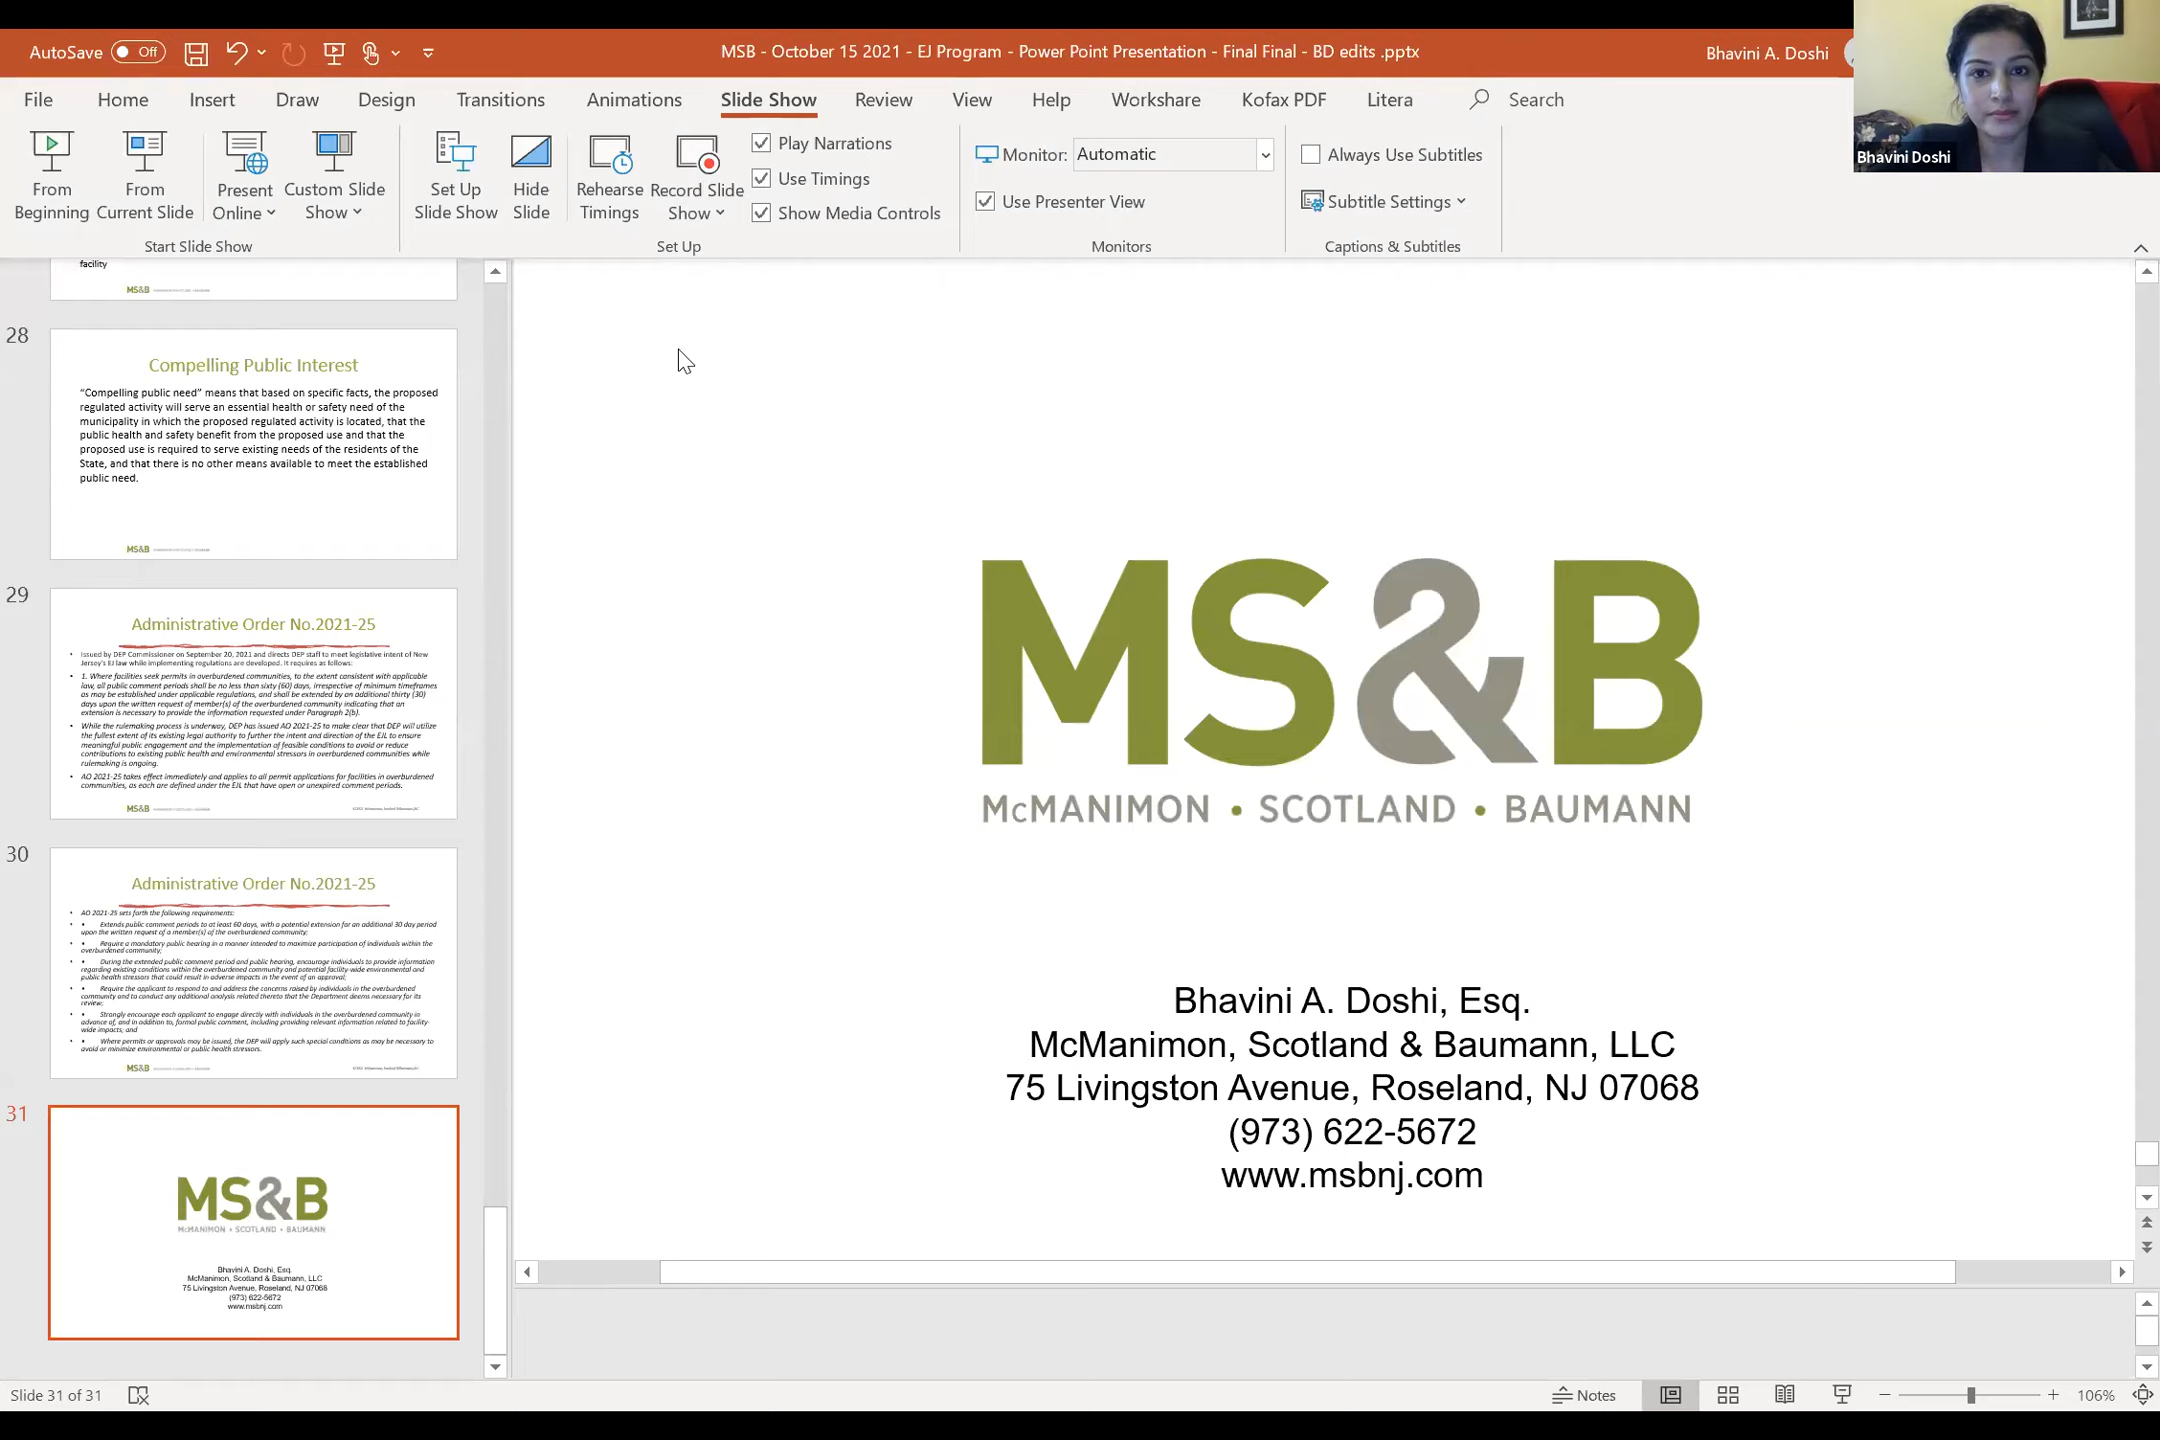 AutoSave Off
MSB - October 15 2021 - EJ Program - Power Point Presentation - Final Final - BD edits .pptx
Bhavini A. Doshi
Bhavini Doshi
File Home Insert Draw Design Transitions Animations Slide Show Review View Help Workshare Kofax PDF Litera Search
From Beginning
From Current Slide
Present Online
Custom Slide Show
Start Slide Show
Set Up Slide Show
Hide Slide
Rehearse Timings
Record Slide Show
Play Narrations
Use Timings
Show Media Controls
Set Up
Monitor: Automatic
Use Presenter View
Monitors
Always Use Subtitles
Subtitle Settings
Captions & Subtitles
facility
MS&B
28
Compelling Public Interest
“Compelling public need” means that based on specific facts, the proposed
regulated activity will serve an essential health or safety need of the
municipality in which the proposed regulated activity is located, that the
public health and safety benefit from the proposed use and that the
proposed use is required to serve existing needs of the residents of the
State, and that there is no other means available to meet the established
public need.
MS&B
29
Administrative Order No.2021-25
• Issued by DEP Commissioner on September 20, 2021 and directs DEP staff to meet legislative intent of New
Jersey's EJ law while implementing regulations are developed. It requires as follows:
• 1. Where facilities seek permits in overburdened communities, to the extent consistent with applicable
law, all public comment periods shall be no less than sixty (60) days, irrespective of minimum timeframes
as may be established under applicable regulations, and shall be extended by an additional thirty (30)
days upon the written request of member(s) of the overburdened community indicating that an
extension is necessary to provide the information requested under Paragraph 2(b).
• While the rulemaking process is underway, DEP has issued AO 2021-25 to make clear that DEP will utilize
the fullest extent of its existing legal authority to further the intent and direction of the EJL to ensure
meaningful public engagement and the implementation of feasible conditions to avoid or reduce
contributions to existing public health and environmental stressors in overburdened communities while
rulemaking is ongoing.
• AO 2021-25 takes effect immediately and applies to all permit applications for facilities in overburdened
communities, as each are defined under the EJL that have open or unexpired comment periods.
MS&B
30
Administrative Order No.2021-25
• AO 2021-25 sets forth the following requirements:
• • Extends public comment periods to at least 60 days, with a potential extension for an additional 30 day period
upon the written request of a member(s) of the overburdened community;
• • Require a mandatory public hearing in a manner intended to maximize participation of individuals within the
overburdened community;
• • During the extended public comment period and public hearing, encourage individuals to provide information
regarding existing conditions within the overburdened community and potential facility-wide environmental and
public health stressors that could result in adverse impacts in the event of an approval;
• • Require the applicant to respond to and address the concerns raised by individuals in the overburdened
community and to conduct any additional analysis related thereto that the Department deems necessary for its
review;
• • Strongly encourage each applicant to engage directly with individuals in the overburdened community in
advance of, and in addition to, formal public comment, including providing relevant information related to facility-
wide impacts; and
• • Where permits or approvals may be issued, the DEP will apply such special conditions as may be necessary to
avoid or minimize environmental or public health stressors.
MS&B
31
MS&B
McMANIMON • SCOTLAND • BAUMANN
Bhavini A. Doshi, Esq.
McManimon, Scotland & Baumann, LLC
75 Livingston Avenue, Roseland, NJ 07068
(973) 622-5672
www.msbnj.com
MS&B
McMANIMON • SCOTLAND • BAUMANN
Bhavini A. Doshi, Esq.
McManimon, Scotland & Baumann, LLC
75 Livingston Avenue, Roseland, NJ 07068
(973) 622-5672
www.msbnj.com
Slide 31 of 31
Notes
106%